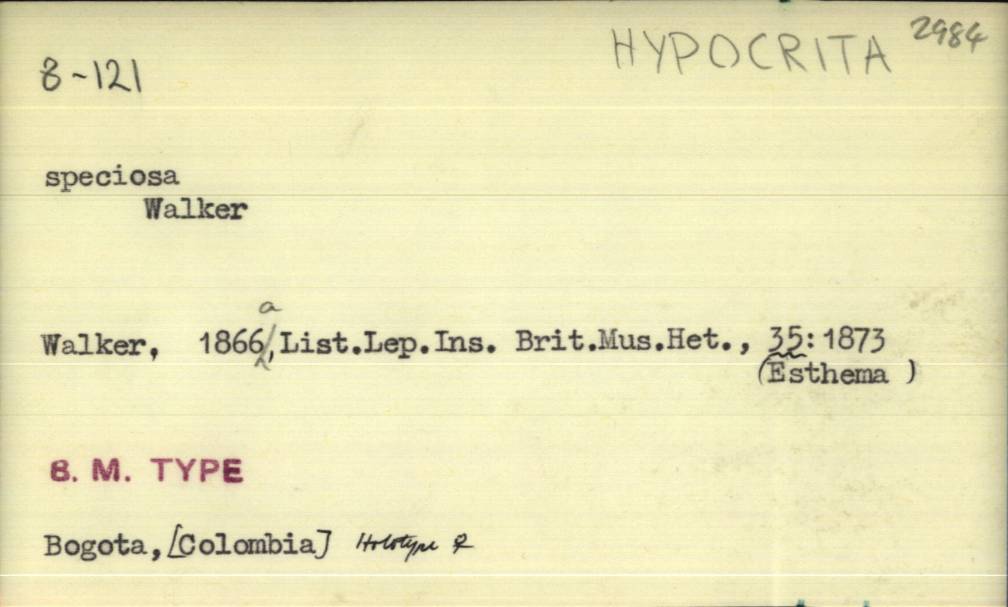 HYPOCRITA 2984
8-121
speciosa
Walker
Walker, 1866a, List.Lep.Ins. Brit.Mus.Het., 35: 1873
(Esthema )
B. M. TYPE
Bogota, [Colombia] Holotype ♀